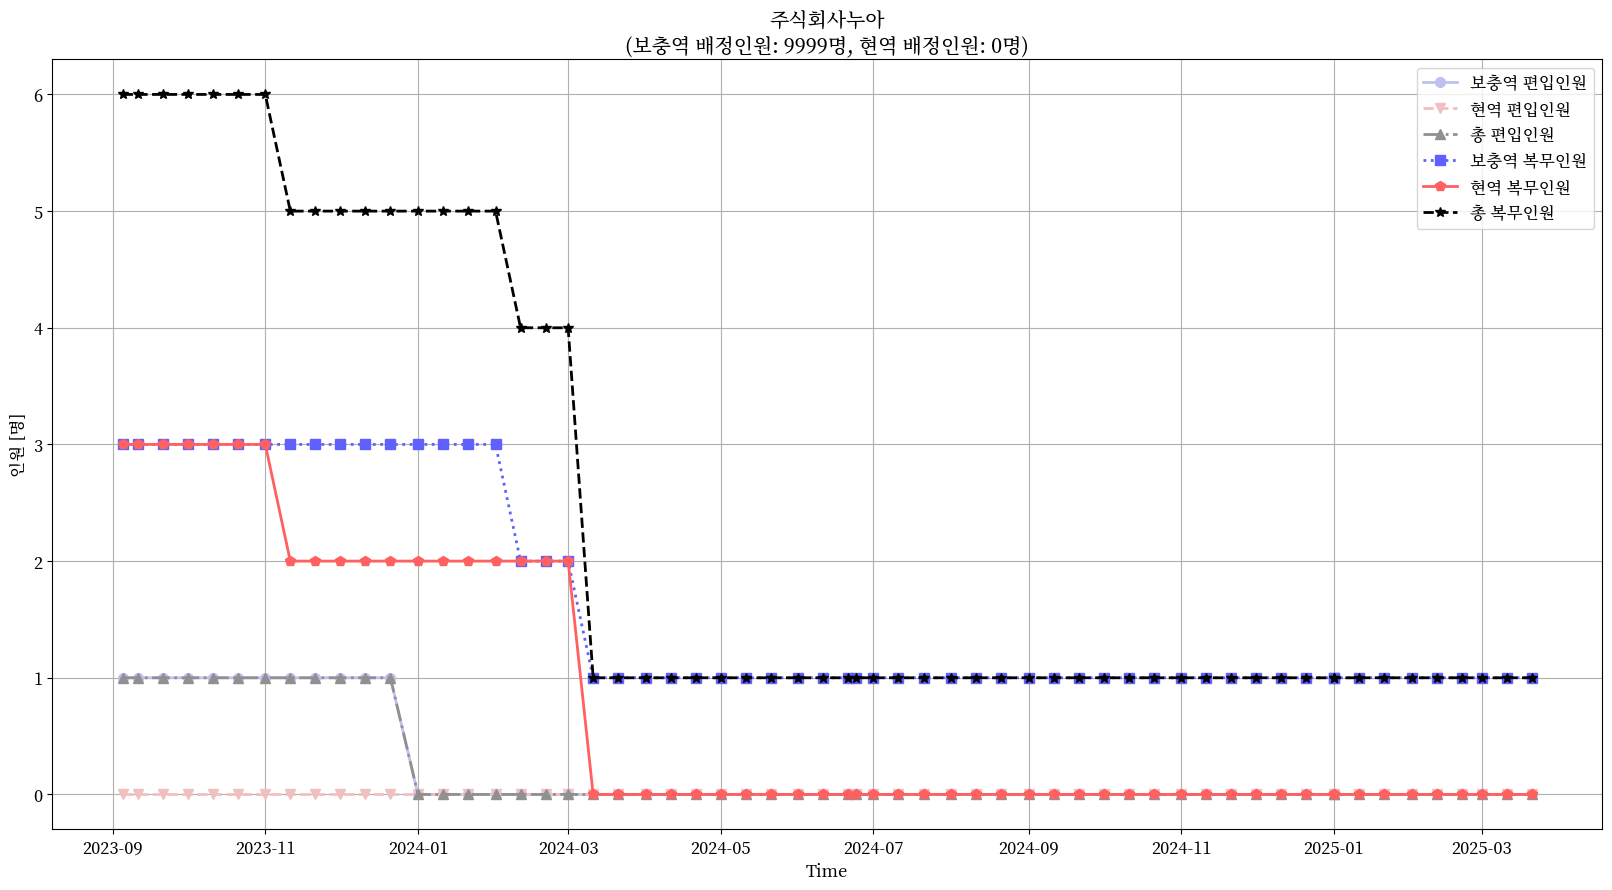 주식회사누아
(보충역 배정인원: 9999명, 현역 배정인원: 0명)
보충역 편입인원
현역 편입인원
총 편입인원
보충역 복무인원
현역 복무인원
총 복무인원
인원 [명]
6
5
4
3
2
1
0
2023-09 2023-11 2024-01 2024-03 2024-05 2024-07 2024-09 2024-11 2025-01 2025-03
Time